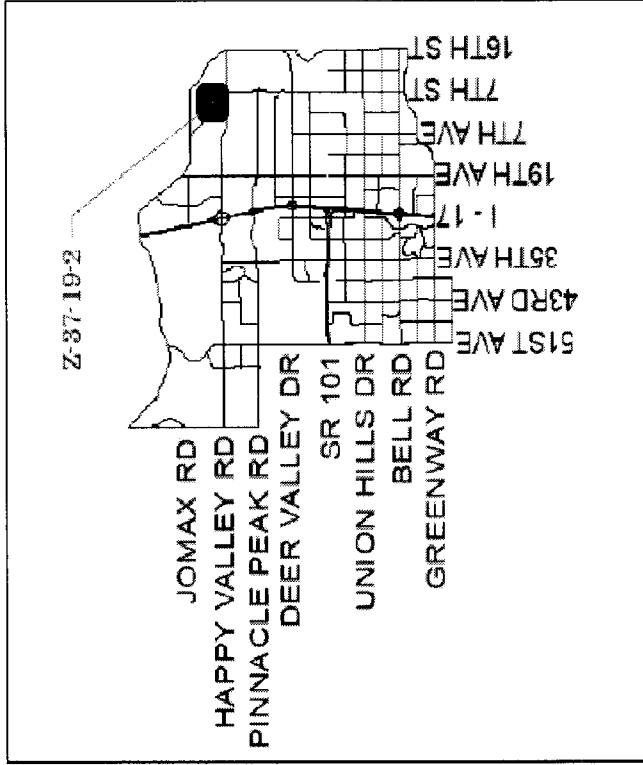 Z-37-19-2
JOMAX RD
HAPPY VALLEY RD
PINNACLE PEAK RD
DEER VALLEY DR
SR 101
UNION HILLS DR
BELL RD
GREENWAY RD
51ST AVE
43RD AVE
35TH AVE
I - 17
19TH AVE
7TH AVE
7TH ST
16TH ST